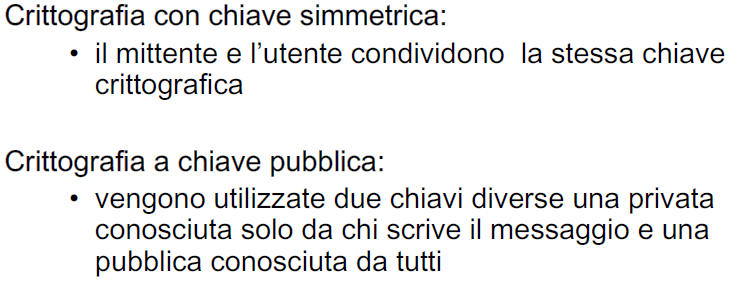 Crittografia con chiave simmetrica:
• il mittente e l’utente condividono  la stessa chiave
crittografica
Crittografia a chiave pubblica:
• vengono utilizzate due chiavi diverse una privata
conosciuta solo da chi scrive il messaggio e una
pubblica conosciuta da tutti